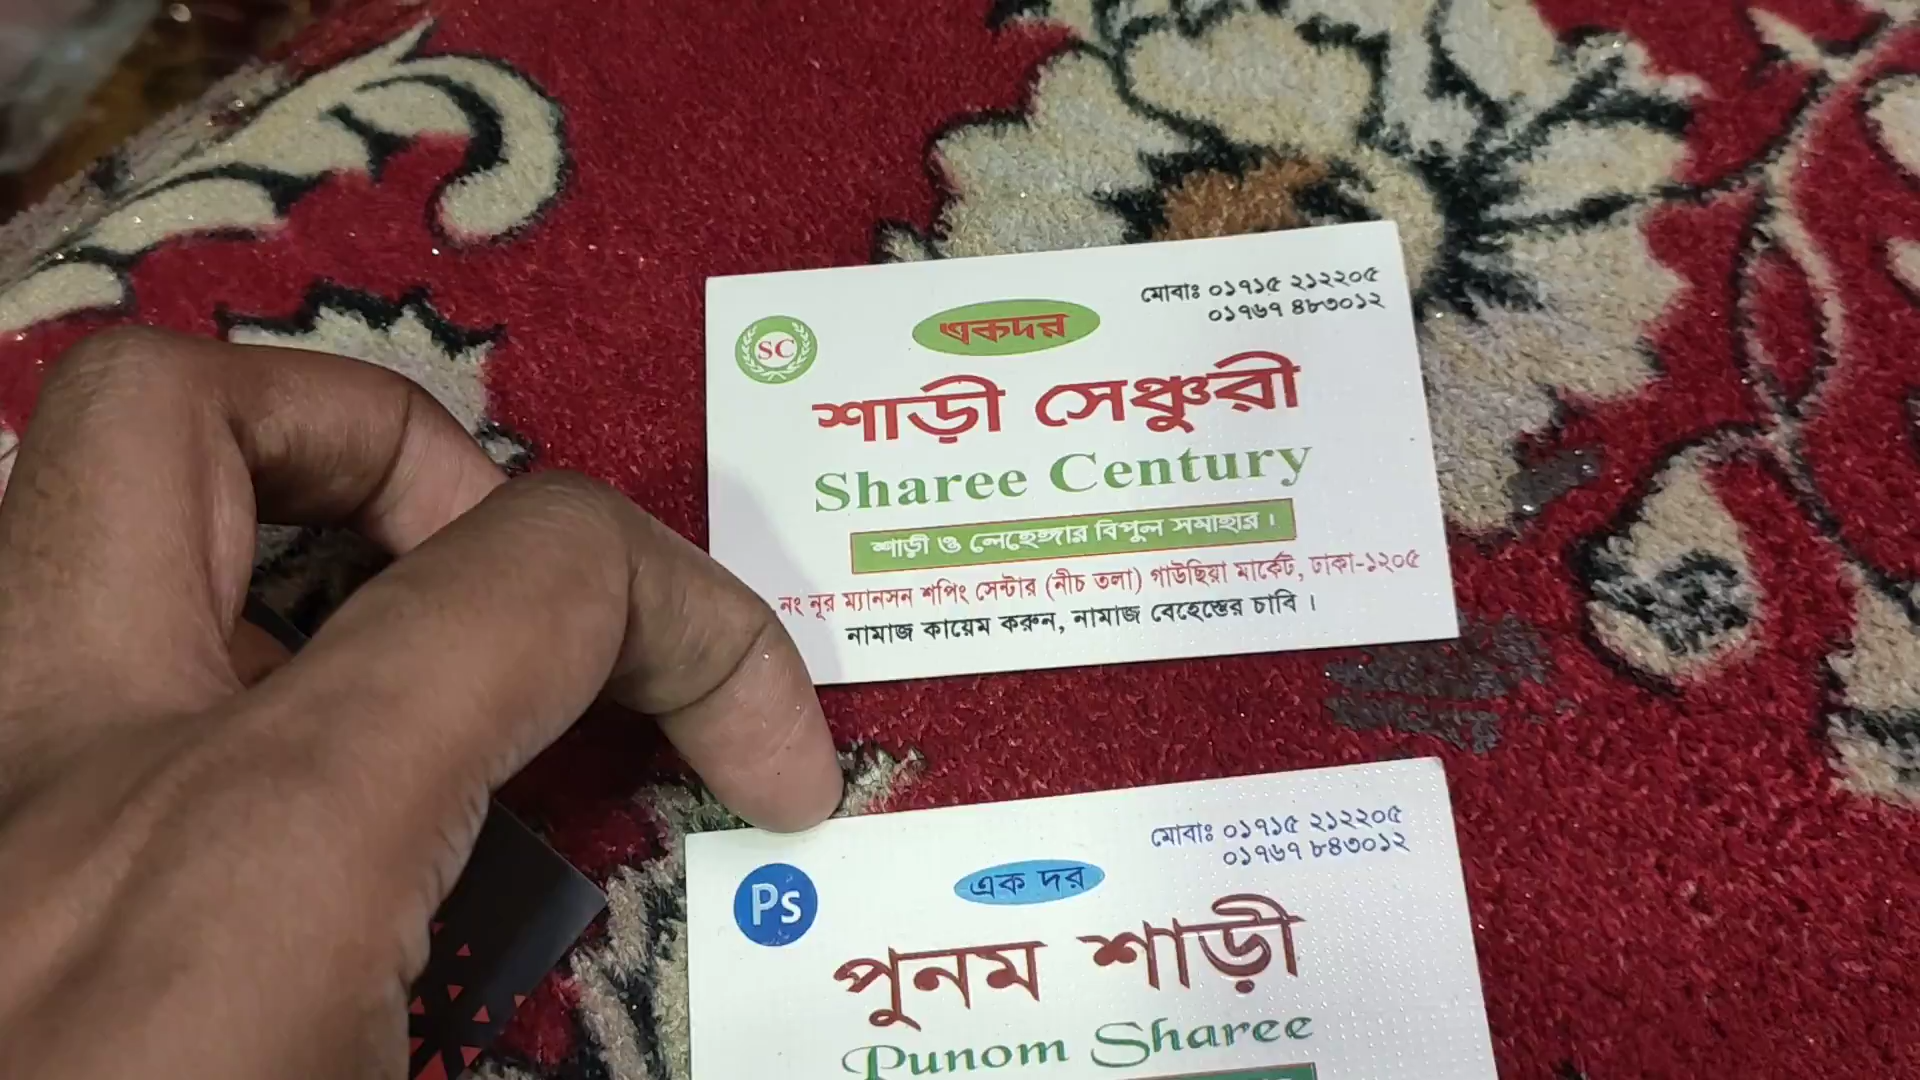 মোবাঃ ০১৭১৫ ২১২২০৫
০১৭৬৭ ৪৮৩০১২
SC
একদর
শাড়ী সেঞ্চুরী
Sharee Century
শাড়ী ও লেহেঙ্গার বিপুল সমাহার।
নং নূর ম্যানসন শপিং সেন্টার (নীচ তলা) গাউছিয়া মার্কেট, ঢাকা-১২০৫
নামাজ কায়েম করুন, নামাজ বেহেস্তের চাবি।
মোবাঃ ০১৭১৫ ২১২২০৫
০১৭৬৭ ৮৪৩০১২
Ps
এক দর
পুনম শাড়ী
Punom Sharee